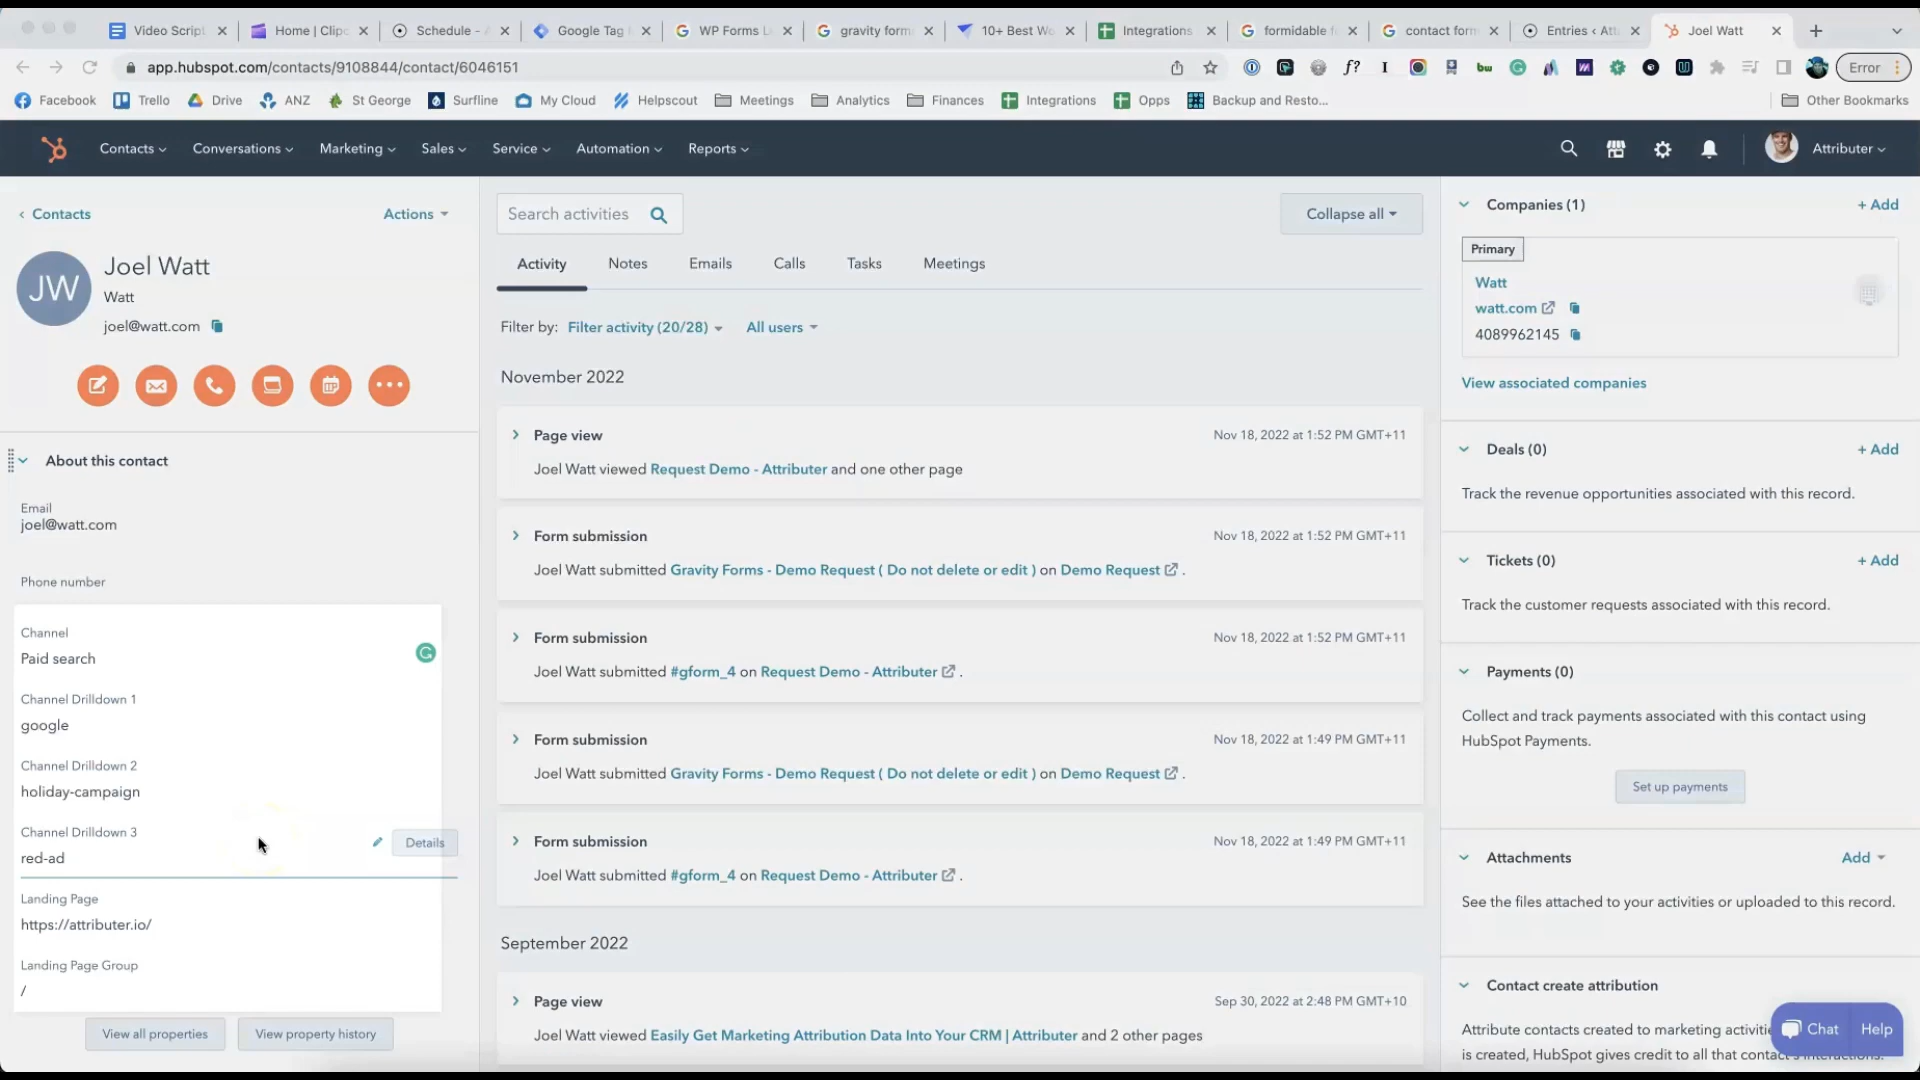 Video Script
Home | Clipc
Schedule - A
Google Tag
WP Forms L
gravity form
10+ Best Wo
Integrations
formidable f
contact form
Entries ‹ Att
Joel Watt
app.hubspot.com/contacts/9108844/contact/6046151
f?
I
bw
Error
Facebook
Trello
Drive
ANZ
St George
Surfline
My Cloud
Helpscout
Meetings
Analytics
Finances
Integrations
Opps
Backup and Resto...
Other Bookmarks
Contacts
Conversations
Marketing
Sales
Service
Automation
Reports
Attributer
Contacts
Actions
JW
Joel Watt
Watt
joel@watt.com
About this contact
Email
joel@watt.com
Phone number
Channel
Paid search
Channel Drilldown 1
google
Channel Drilldown 2
holiday-campaign
Channel Drilldown 3
red-ad
Details
Landing Page
https://attributer.io/
Landing Page Group
/
View all properties
View property history
Search activities
Collapse all
Activity
Notes
Emails
Calls
Tasks
Meetings
Filter by: Filter activity (20/28) All users
November 2022
Page view
Nov 18, 2022 at 1:52 PM GMT+11
Joel Watt viewed Request Demo - Attributer and one other page
Form submission
Nov 18, 2022 at 1:52 PM GMT+11
Joel Watt submitted Gravity Forms - Demo Request ( Do not delete or edit ) on Demo Request .
Form submission
Nov 18, 2022 at 1:52 PM GMT+11
Joel Watt submitted #gform_4 on Request Demo - Attributer .
Form submission
Nov 18, 2022 at 1:49 PM GMT+11
Joel Watt submitted Gravity Forms - Demo Request ( Do not delete or edit ) on Demo Request .
Form submission
Nov 18, 2022 at 1:49 PM GMT+11
Joel Watt submitted #gform_4 on Request Demo - Attributer .
September 2022
Page view
Sep 30, 2022 at 2:48 PM GMT+10
Joel Watt viewed Easily Get Marketing Attribution Data Into Your CRM | Attributer and 2 other pages
Companies (1)
+ Add
Primary
Watt
watt.com
4089962145
View associated companies
Deals (0)
+ Add
Track the revenue opportunities associated with this record.
Tickets (0)
+ Add
Track the customer requests associated with this record.
Payments (0)
Collect and track payments associated with this contact using
HubSpot Payments.
Set up payments
Attachments
Add
See the files attached to your activities or uploaded to this record.
Contact create attribution
Attribute contacts created to marketing activiti
is created, HubSpot gives credit to all that contact's interactions.
Chat
Help